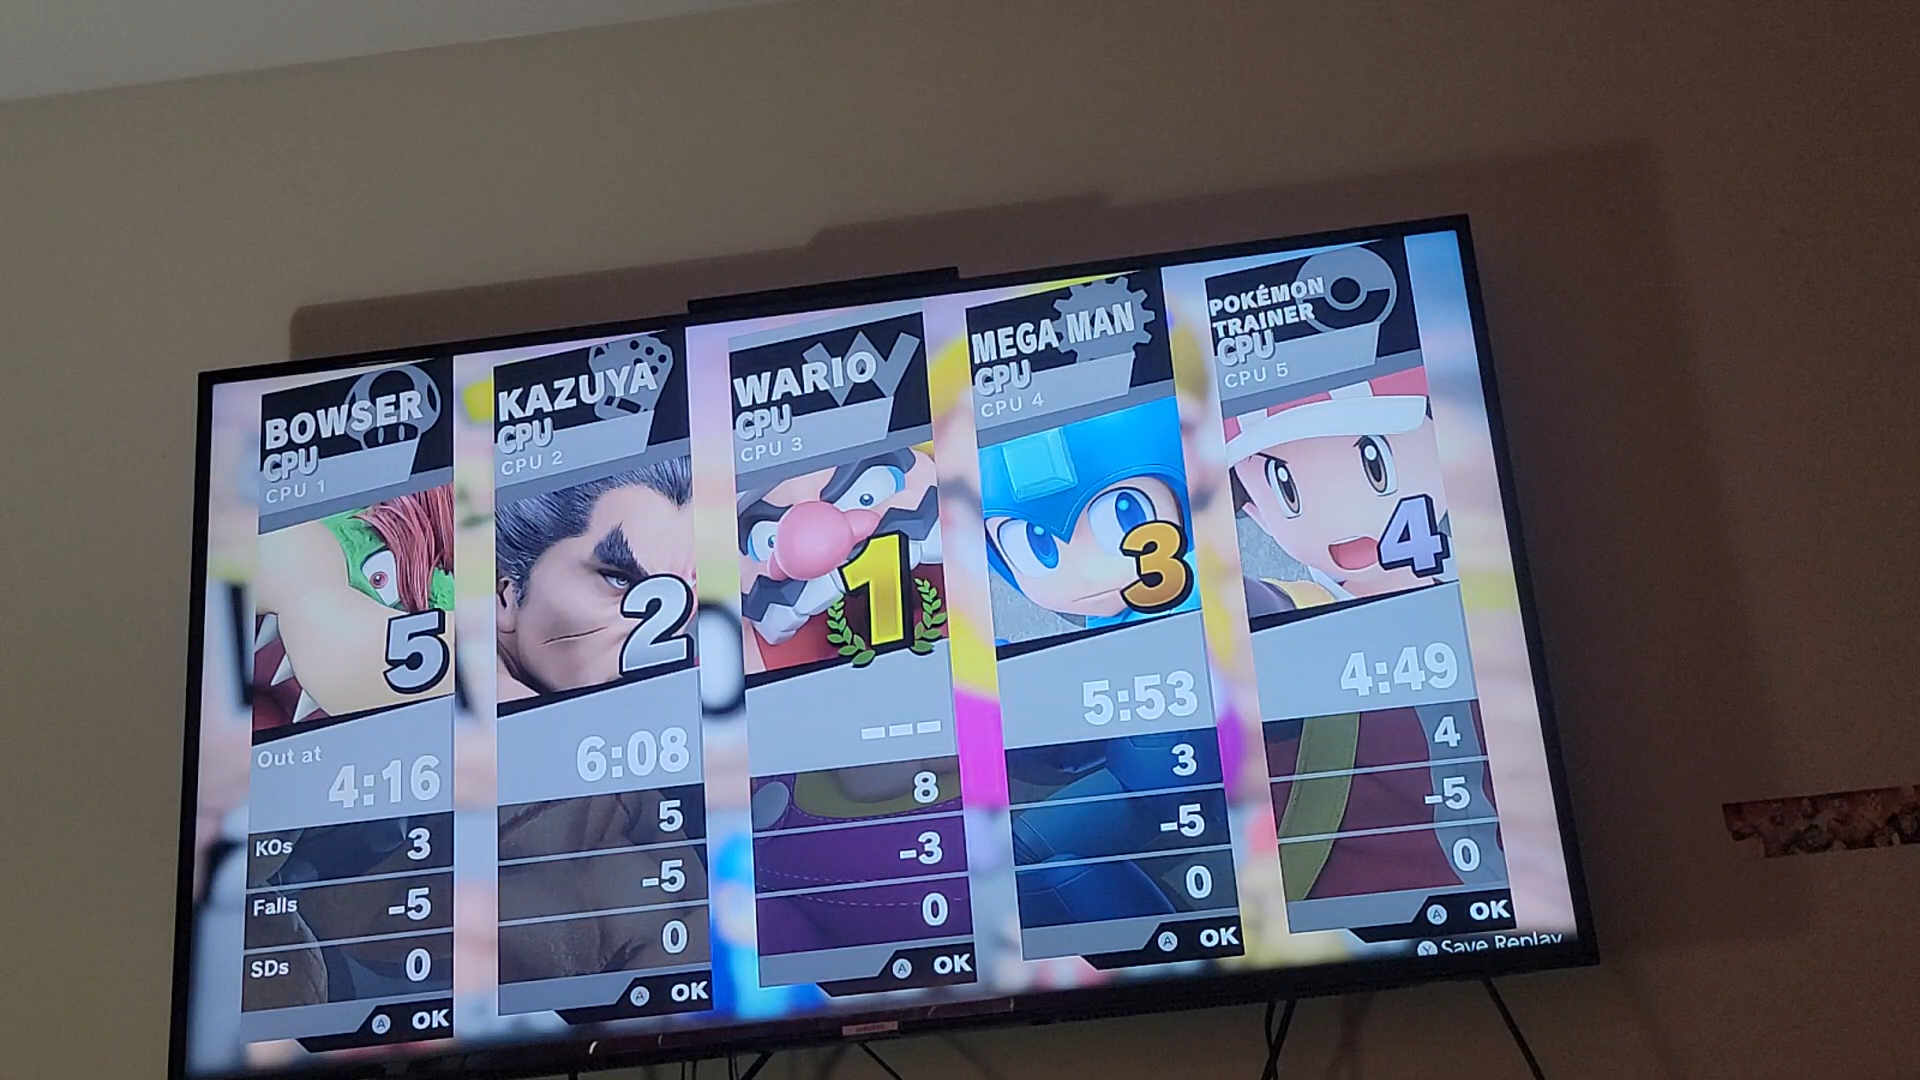 BOWSER
CPU
CPU 1
5
Out at
4:16
KOs 3
Falls -5
SDs 0
A OK
KAZUYA
CPU
CPU 2
2
6:08
5
-5
0
A OK
WARIO
CPU
CPU 3
1
---
8
-3
0
A OK
MEGA MAN
CPU
CPU 4
3
5:53
3
-5
0
A OK
POKÉMON
TRAINER
CPU
CPU 5
4
4:49
4
-5
0
A OK
Y Save Replay
SAMSUNG